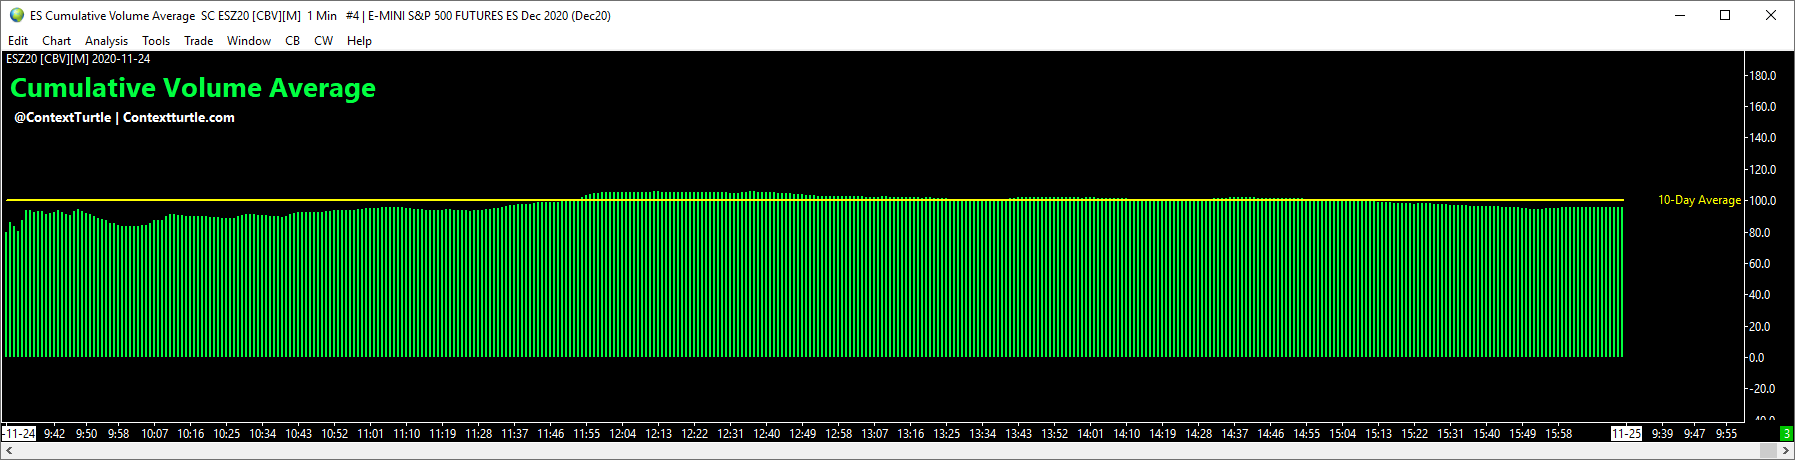 ES Cumulative Volume Average  SC ESZ20 [CBV][M]  1 Min   #4 | E-MINI S&P 500 FUTURES ES Dec 2020 (Dec20)
Edit Chart Analysis Tools Trade Window CB CW Help
ESZ20 [CBV][M] 2020-11-24
Cumulative Volume Average
@ContextTurtle | Contextturtle.com
180.0
160.0
140.0
120.0
10-Day Average 100.0
80.0
60.0
40.0
20.0
0.0
-20.0
-40.0
-11-24 9:42 9:50 9:58 10:07 10:16 10:25 10:34 10:43 10:52 11:01 11:10 11:19 11:28 11:37 11:46 11:55 12:04 12:13 12:22 12:31 12:40 12:49 12:58 13:07 13:16 13:25 13:34 13:43 13:52 14:01 14:10 14:19 14:28 14:37 14:46 14:55 15:04 15:13 15:22 15:31 15:40 15:49 15:58 11-25 9:39 9:47 9:55 3